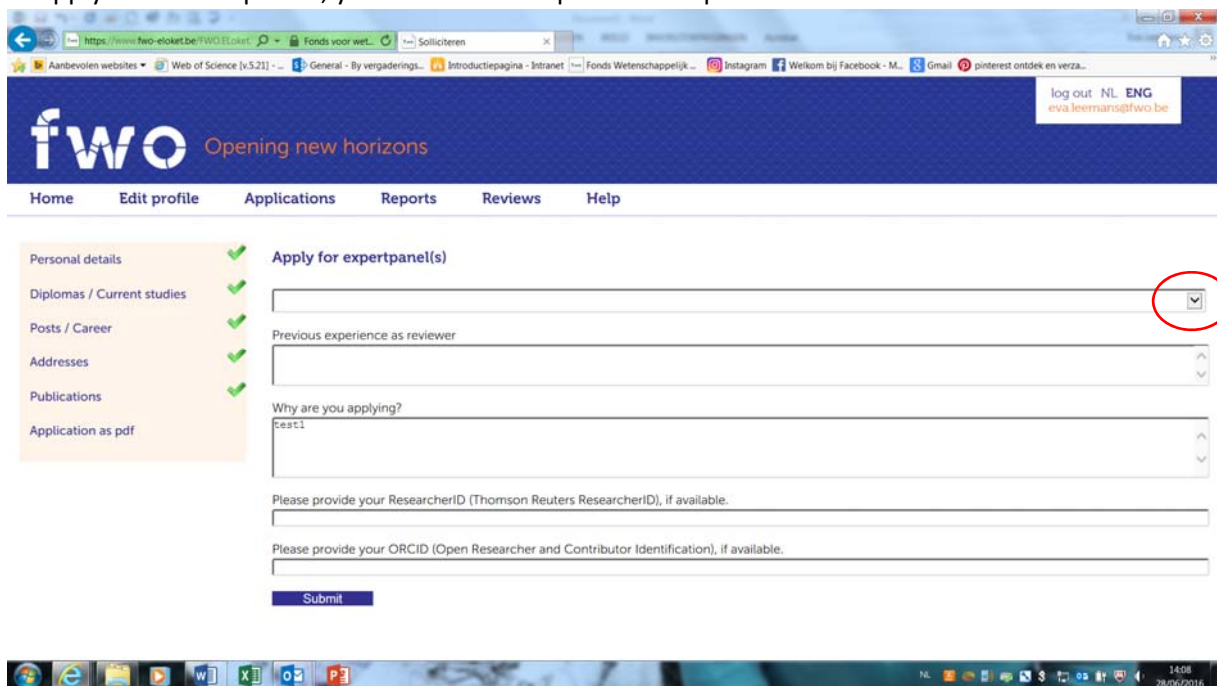 https://www.fwo-eloket.be/FWO.ELoket. Fonds voor wet... Solliciteren
Aanbevolen websites Web of Science [v.5.21] - ... General - By vergaderings... Introductiepagina - Intranet Fonds Wetenschappelijk ... Instagram Welkom bij Facebook - M... Gmail pinterest ontdek en verza...
log out NL ENG
eva.leemans@fwo.be
fwo Opening new horizons
Home Edit profile Applications Reports Reviews Help
Personal details
Diplomas / Current studies
Posts / Career
Addresses
Publications
Application as pdf
Apply for expertpanel(s)
Previous experience as reviewer
Why are you applying?
test1
Please provide your ResearcherID (Thomson Reuters ResearcherID), if available.
Please provide your ORCID (Open Researcher and Contributor Identification), if available.
Submit
NL 14:08
28/06/2016